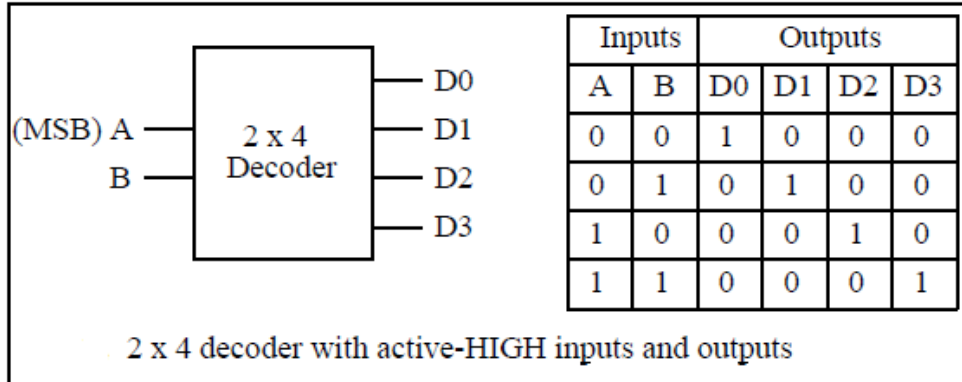 D0
(MSB) A
D1
B
D2
D3
2 x 4
Decoder
Inputs Outputs
A B D0 D1 D2 D3
0 0 1 0 0 0
0 1 0 1 0 0
1 0 0 0 1 0
1 1 0 0 0 1
2 x 4 decoder with active-HIGH inputs and outputs